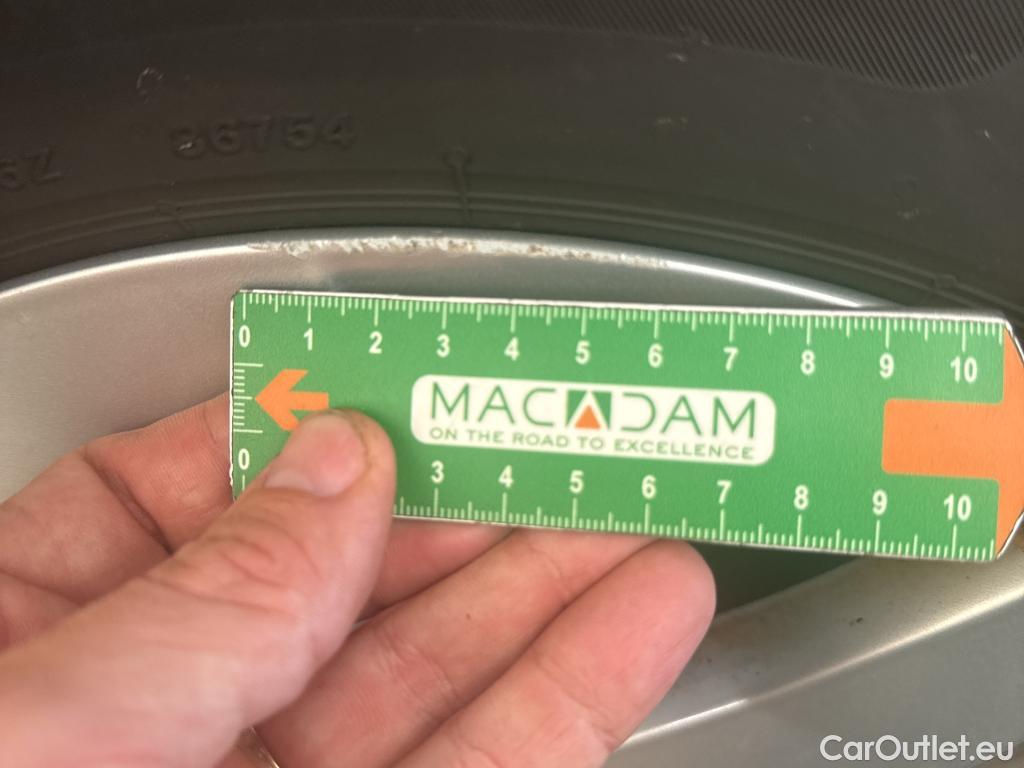 86754
0 1 2 3 4 5 6 7 8 9 10
MACADAM
ON THE ROAD TO EXCELLENCE
0 3 4 5 6 7 8 9 10
CarOutlet.eu